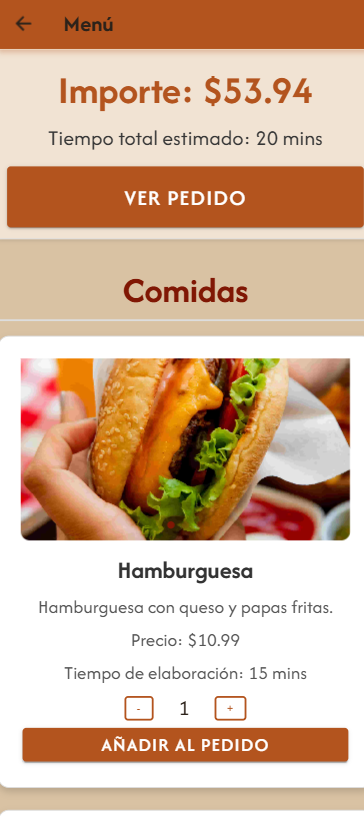 Menú
Importe: $53.94
Tiempo total estimado: 20 mins
VER PEDIDO
Comidas
Hamburguesa
Hamburguesa con queso y papas fritas.
Precio: $10.99
Tiempo de elaboración: 15 mins
- 1 +
AÑADIR AL PEDIDO